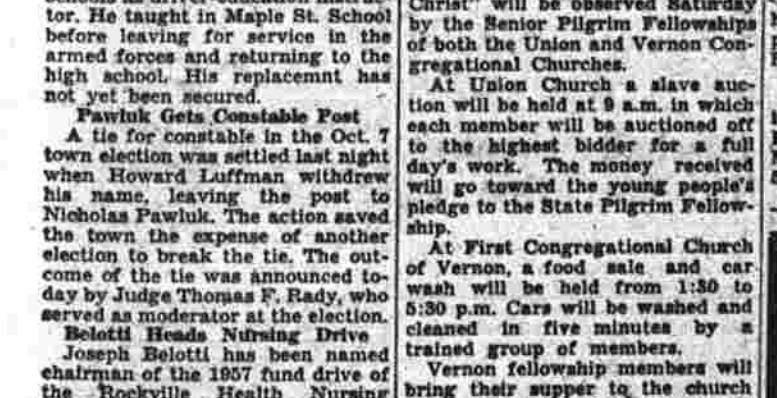 schools as driver education instruc-
tor. He taught in Maple St. School
before leaving for service in the
armed forces and returning to the
high school. His replacemnt has
not yet been secured.
Pawluk Gets Constable Post
A tie for constable in the Oct. 7
town election was settled last night
when Howard Luffman withdrew
his name, leaving the post to
Nicholas Pawluk. The action saved
the town the expense of another
election to break the tie. The out-
come of the tie was announced to-
day by Judge Thomas F. Rady, who
served as moderator at the election.
Belotti Heads Nursing Drive
Joseph Belotti has been named
chairman of the 1957 fund drive of
the Rockville Health Nursing
Christ" will be observed Saturday
by the Senior Pilgrim Fellowships
of both the Union and Vernon Con-
gregational Churches.
At Union Church a slave auc-
tion will be held at 9 a.m. in which
each member will be auctioned off
to the highest bidder for a full
day's work. The money received
will go toward the young people's
pledge to the State Pilgrim Fellow-
ship.
At First Congregational Church
of Vernon, a food sale and car
wash will be held from 1:30 to
5:30 p.m. Cars will be washed and
cleaned in five minutes by a
trained group of members.
Vernon fellowship members will
bring their supper to the church